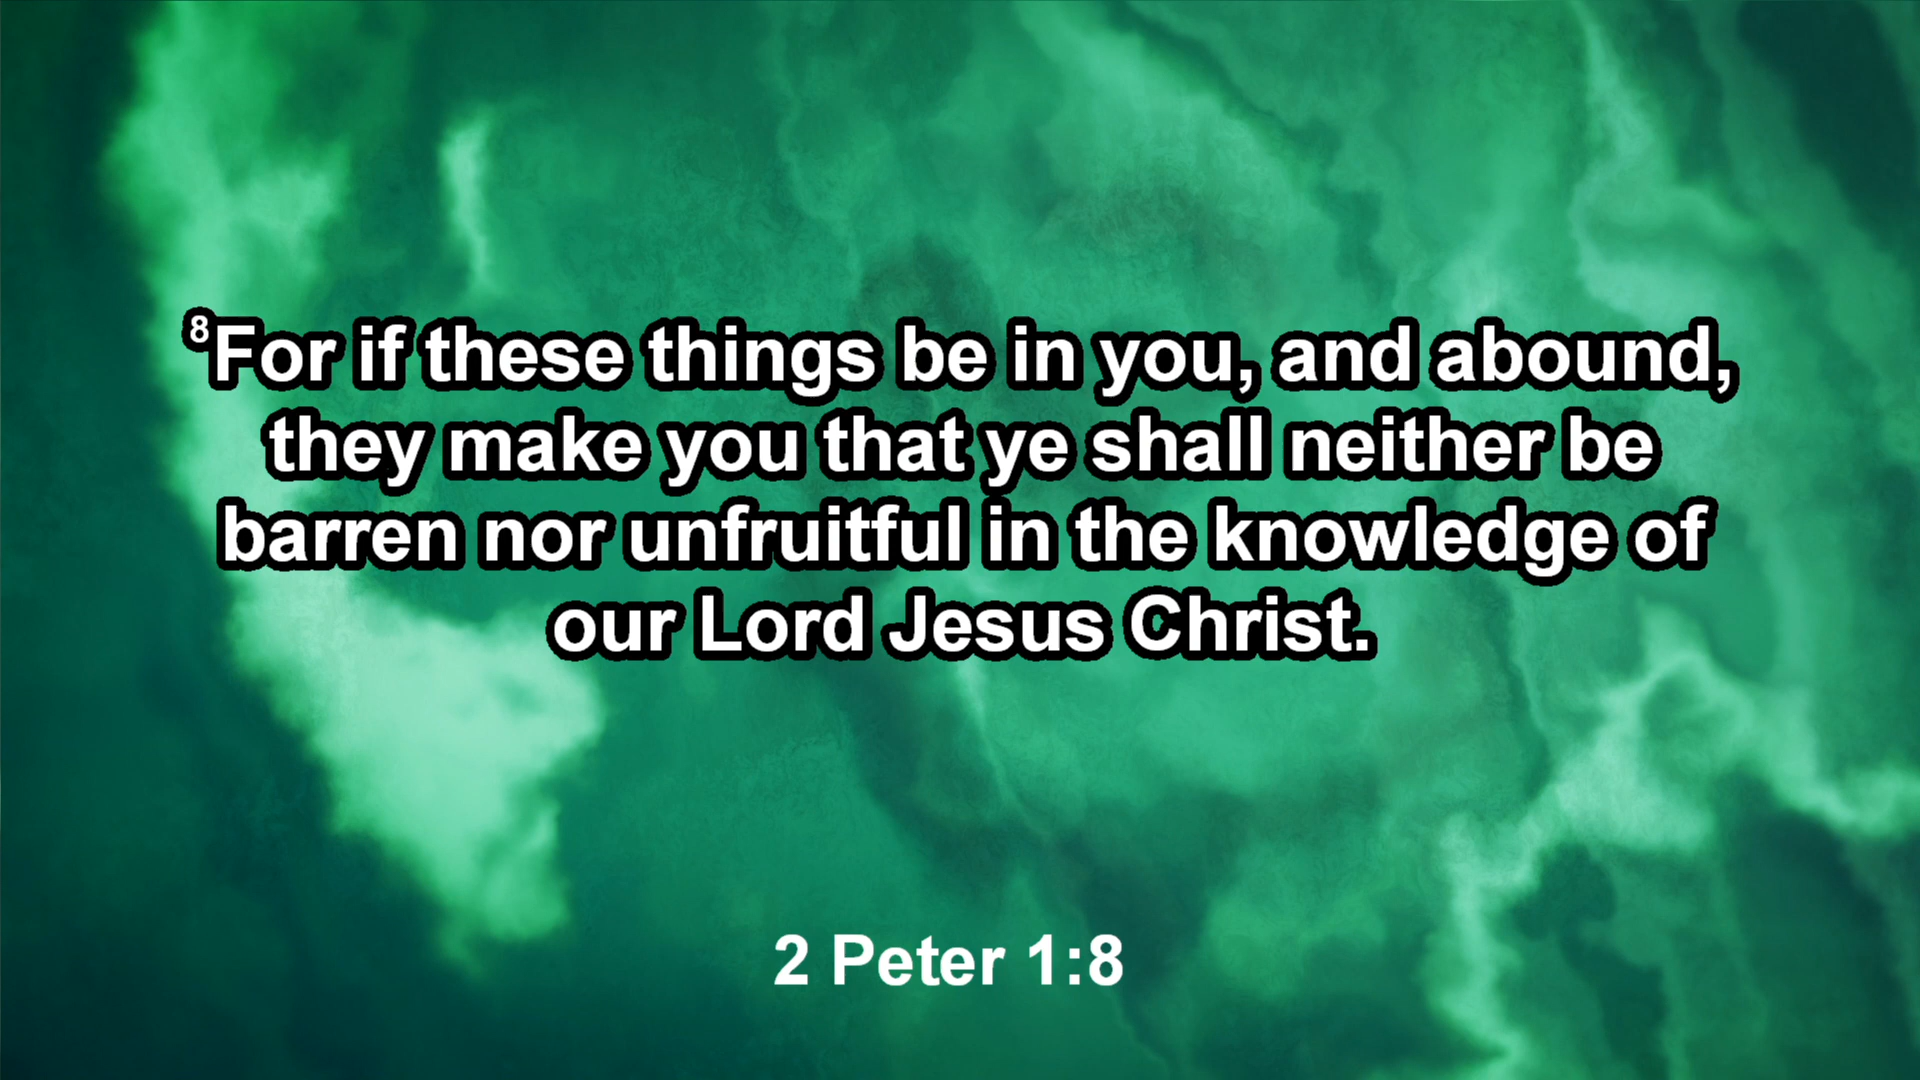 ⁸For if these things be in you, and abound,
they make you that ye shall neither be
barren nor unfruitful in the knowledge of
our Lord Jesus Christ.
2 Peter 1:8